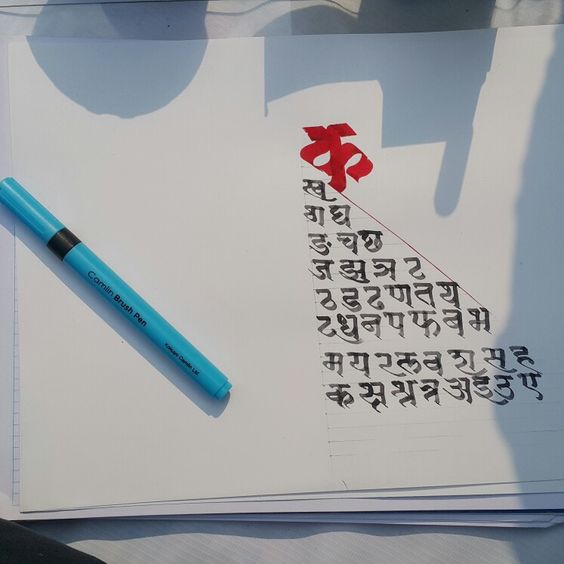 क
ख
ग घ
ङ च छ
ज झ ञ ट
ठ ड ढ ण त थ
द ध न प फ ब भ
म य र ल व श स ह
क श्र त्र अ ई उ ए
Camlin Brush Pen
Kokuyo Camlin Ltd.